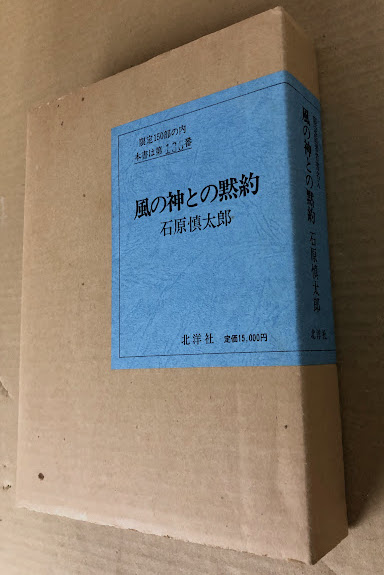 限定150部の内
本書は第 番
風の神との黙約
石原慎太郎
北洋社 定価15,000円
風の神との黙約 石原慎太郎 北洋社